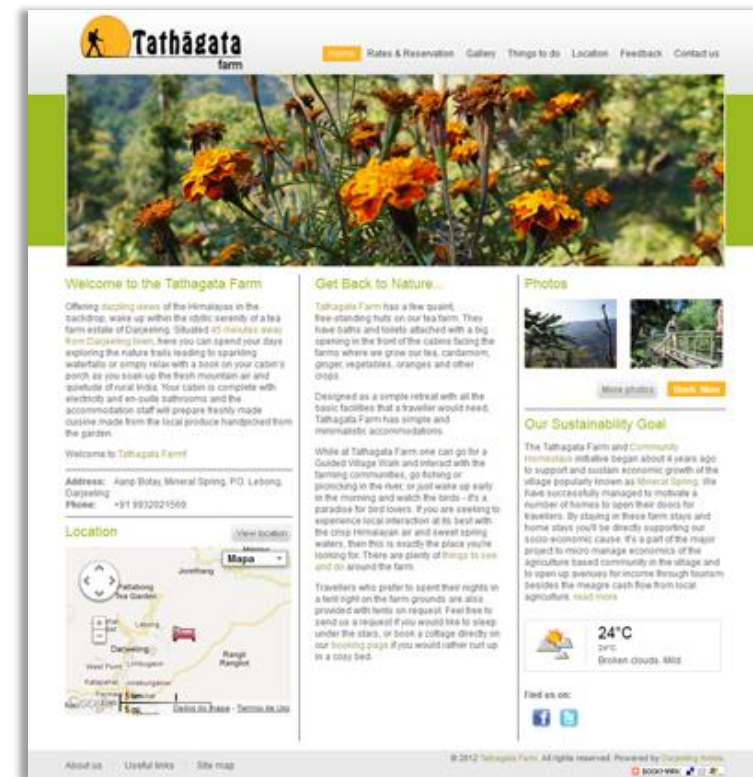 Tathāgata
farm
Home Rates & Reservation Gallery Things to do Location Feedback Contact us
Welcome to the Tathagata Farm
Offering dazzling views of the Himalayas in the
backdrop, wake up within the idyllic serenity of a tea
farm estate of Darjeeling. Situated 45 minutes away
from Darjeeling town, here you can spend your days
exploring the nature trails leading to sparkling
waterfalls or simply relax with a book on your cabin's
porch as you soak-up the fresh mountain air and
quietude of rural India. Your cabin is complete with
electricity and en-suite bathrooms and the
accommodation staff will prepare freshly made
cuisine made from the local produce handpicked from
the garden.
Welcome to Tathagata Farm!
Address: Aamp Botay, Mineral Spring, P.O. Lebong,
Darjeeling
Phone: +91 9932021569
Location
View location
Mapa
Jorethang
Pattabong
Tea Garden
Lebong
Darjeeling
West Point Limbugaon
Rangit
Rangliot
Dados do Mapa - Termos de Uso
Get Back to Nature...
Tathagata Farm has a few quaint,
free-standing huts on our tea farm. They
have baths and toilets attached with a big
opening in the front of the cabins facing the
farms where we grow our tea, cardamom,
ginger, vegetables, oranges and other
crops.
Designed as a simple retreat with all the
basic facilities that a traveller would need,
Tathagata Farm has simple and
minimalistic accommodations.
While at Tathagata Farm one can go for a
Guided Village Walk and interact with the
farming communities, go fishing or
picnicking in the river, or just wake up early
in the morning and watch the birds - it's a
paradise for bird lovers. If you are seeking to
experience local interaction at its best with
the crisp Himalayan air and sweet spring
waters, then this is exactly the place you're
looking for. There are plenty of things to see
and do around the farm.
Travellers who prefer to spent their nights in
a tent right on the farm grounds are also
provided with tents on request. Feel free to
send us a request if you would like to sleep
under the stars, or book a cottage directly on
our booking page if you would rather curl up
in a cosy bed.
Photos
More photos Book Now
Our Sustainability Goal
The Tathagata Farm and Community
Homestays initiative began about 4 years ago
to support and sustain economic growth of the
village popularly known as Mineral Spring. We
have successfully managed to motivate a
number of homes to open their doors for
travellers. By staying in these farm stays and
home stays you'll be directly supporting our
socio-economic cause. It's a part of the major
project to micro manage economics of the
agriculture based community in the village and
to open up avenues for income through tourism
besides the meagre cash flow from local
agriculture. read more
24°C
24°C
Broken clouds. Mild.
Find us on:
About us Useful links Site map
© 2012 Tathagata Farm. All rights reserved. Powered by Darjeeling Hotels.
BOOKMARK